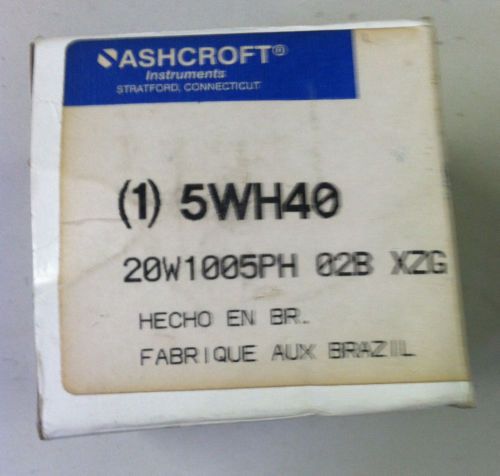 ASHCROFT®
Instruments
STRATFORD, CONNECTICUT
(1) 5WH40
20W1005PH 02B XZG
HECHO EN BR.
FABRIQUE AUX BRAZIL